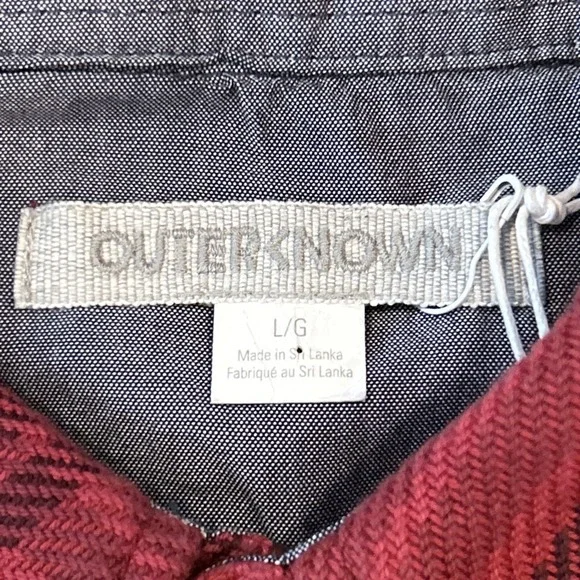 OUTERKNOWN
L/G
Made in Sri Lanka
Fabriqué au Sri Lanka